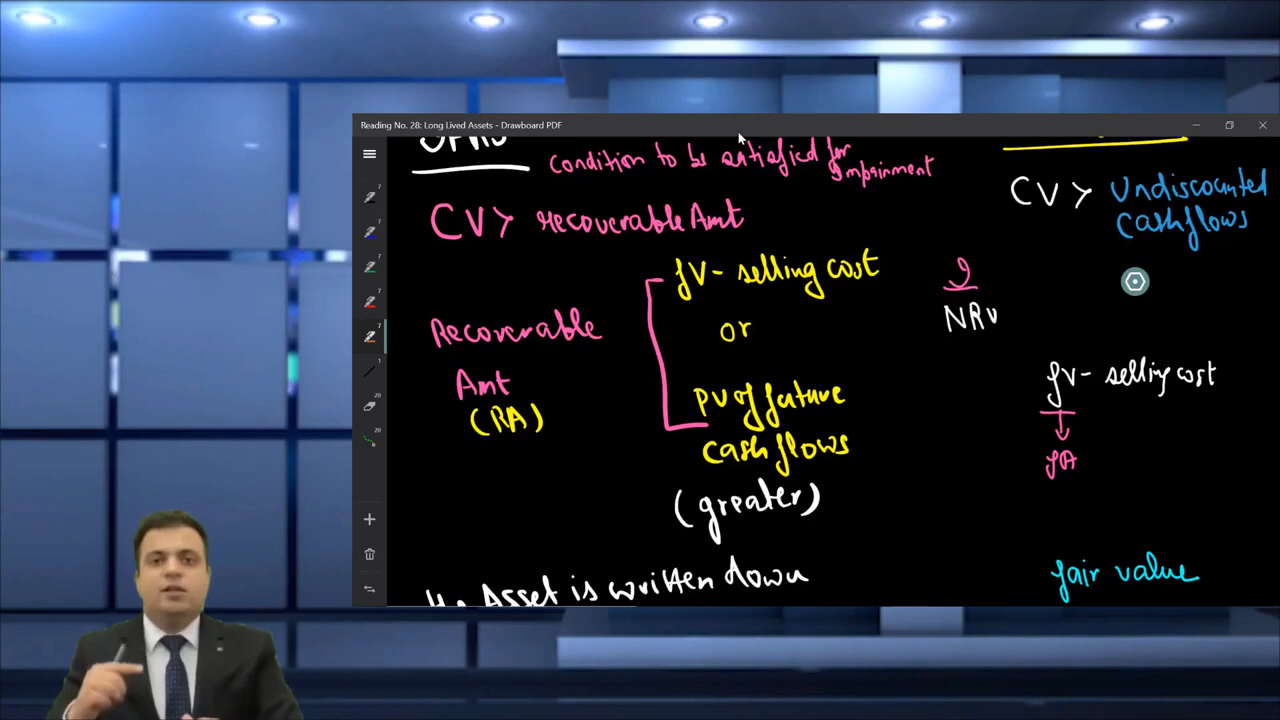 Reading No. 28: Long Lived Assets - Drawboard PDF
condition to be satisfied for
impairment
CV > recoverable Amt
CV > Undiscounted
cashflows
fV - selling cost
or
NRV
Recoverable
Amt
(RA)
PV of future
cash flows
(greater)
fV - selling cost
Asset is written down
fair value